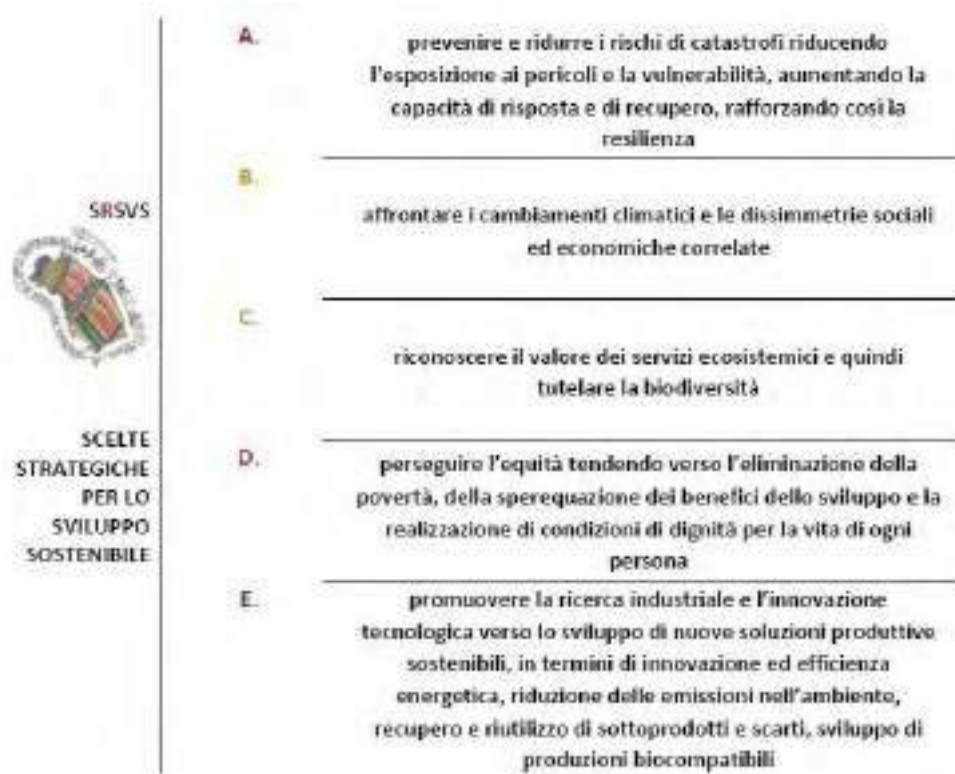 SRSVS
SCELTE
STRATEGICHE
PER LO
SVILUPPO
SOSTENIBILE
A.
prevenire e ridurre i rischi di catastrofi riducendo
l'esposizione ai pericoli e la vulnerabilità, aumentando la
capacità di risposta e di recupero, rafforzando così la
resilienza
B.
affrontare i cambiamenti climatici e le dissimmetrie sociali
ed economiche correlate
C.
riconoscere il valore dei servizi ecosistemici e quindi
tutelare la biodiversità
D.
perseguire l'equità tendendo verso l'eliminazione della
povertà, della sperequazione dei benefici dello sviluppo e la
realizzazione di condizioni di dignità per la vita di ogni
persona
E.
promuovere la ricerca industriale e l'innovazione
tecnologica verso lo sviluppo di nuove soluzioni produttive
sostenibili, in termini di innovazione ed efficienza
energetica, riduzione delle emissioni nell'ambiente,
recupero e riutilizzo di sottoprodotti e scarti, sviluppo di
produzioni biocompatibili